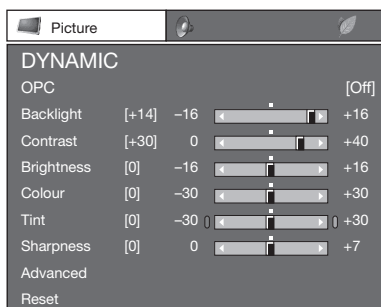 Picture
DYNAMIC
OPC [Off]
Backlight [+14] –16 +16
Contrast [+30] 0 +40
Brightness [0] –16 +16
Colour [0] –30 +30
Tint [0] –30 +30
Sharpness [0] 0 +7
Advanced
Reset